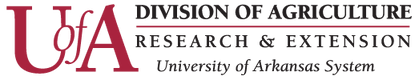 UofA
DIVISION OF AGRICULTURE
RESEARCH & EXTENSION
University of Arkansas System